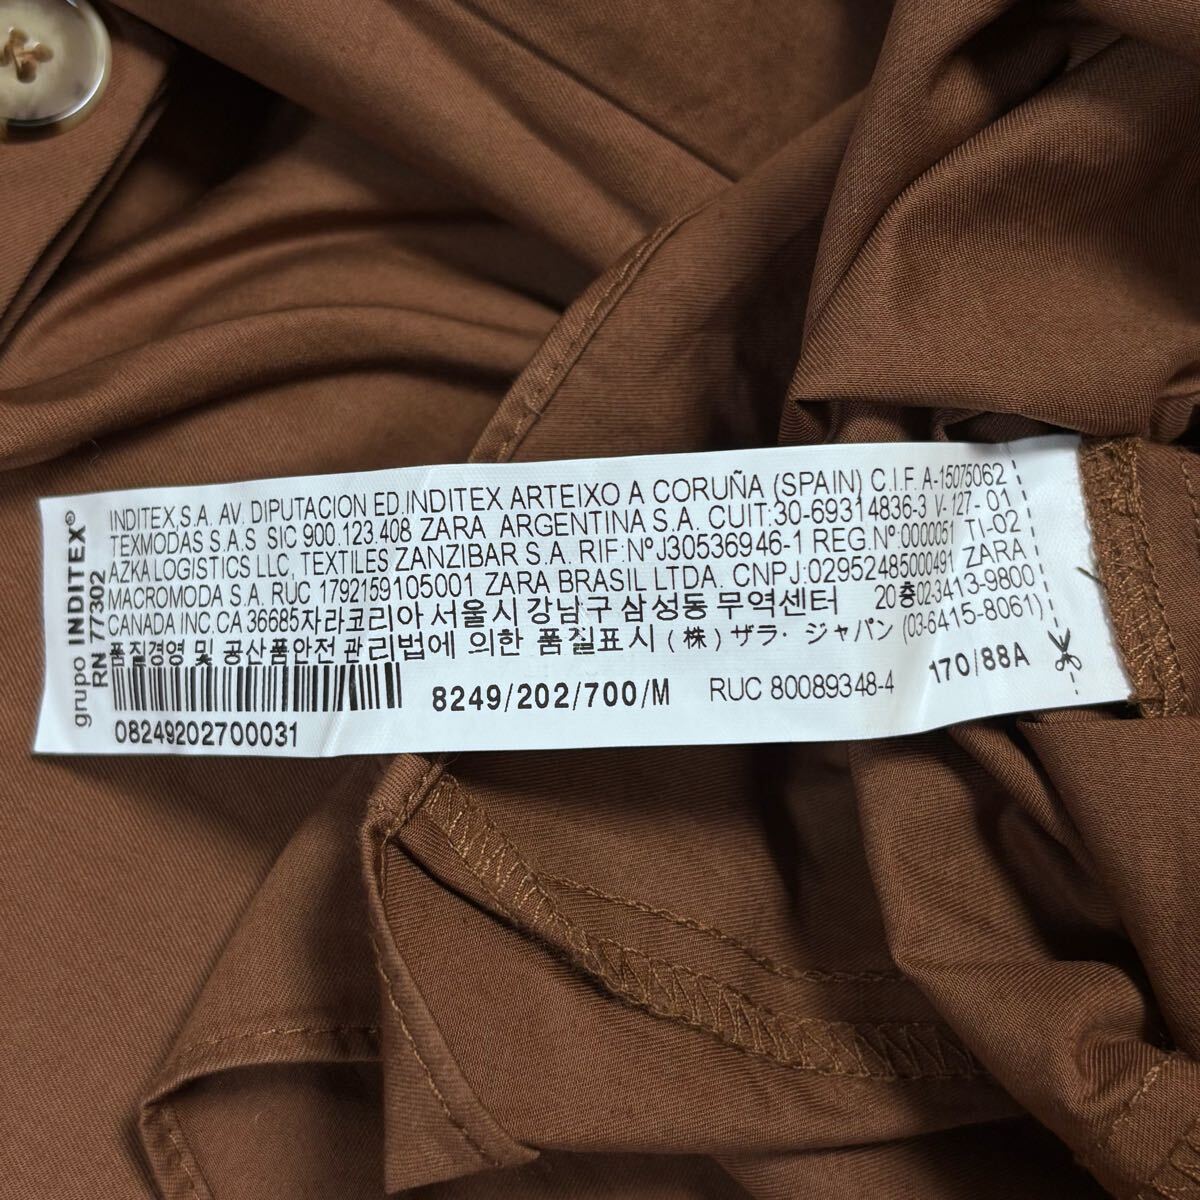 grupo INDITEX®
RN 77302
INDITEX,S.A. AV. DIPUTACION ED.INDITEX ARTEIXO A CORUÑA (SPAIN) C.I.F. A-15075062
TEXMODAS S.A.S SIC 900.123.408 ZARA ARGENTINA S.A. CUIT:30-69314836-3 V-127- 01
AZKA LOGISTICS LLC, TEXTILES ZANZIBAR S.A. RIF:NºJ30536946-1 REG.Nº:0000051 TI-02
MACROMODA S.A. RUC 1792159105001 ZARA BRASIL LTDA. CNPJ:02952485000491 ZARA
CANADA INC.CA 36685자라코리아 서울시 강남구 삼성동 무역센터 20층02-3413-9800
품질경영 및 공산품안전 관리법에 의한 품질표시 (株) ザラ・ジャパン (03-6415-8061)
8249/202/700/M RUC 80089348-4 170/88A
08249202700031